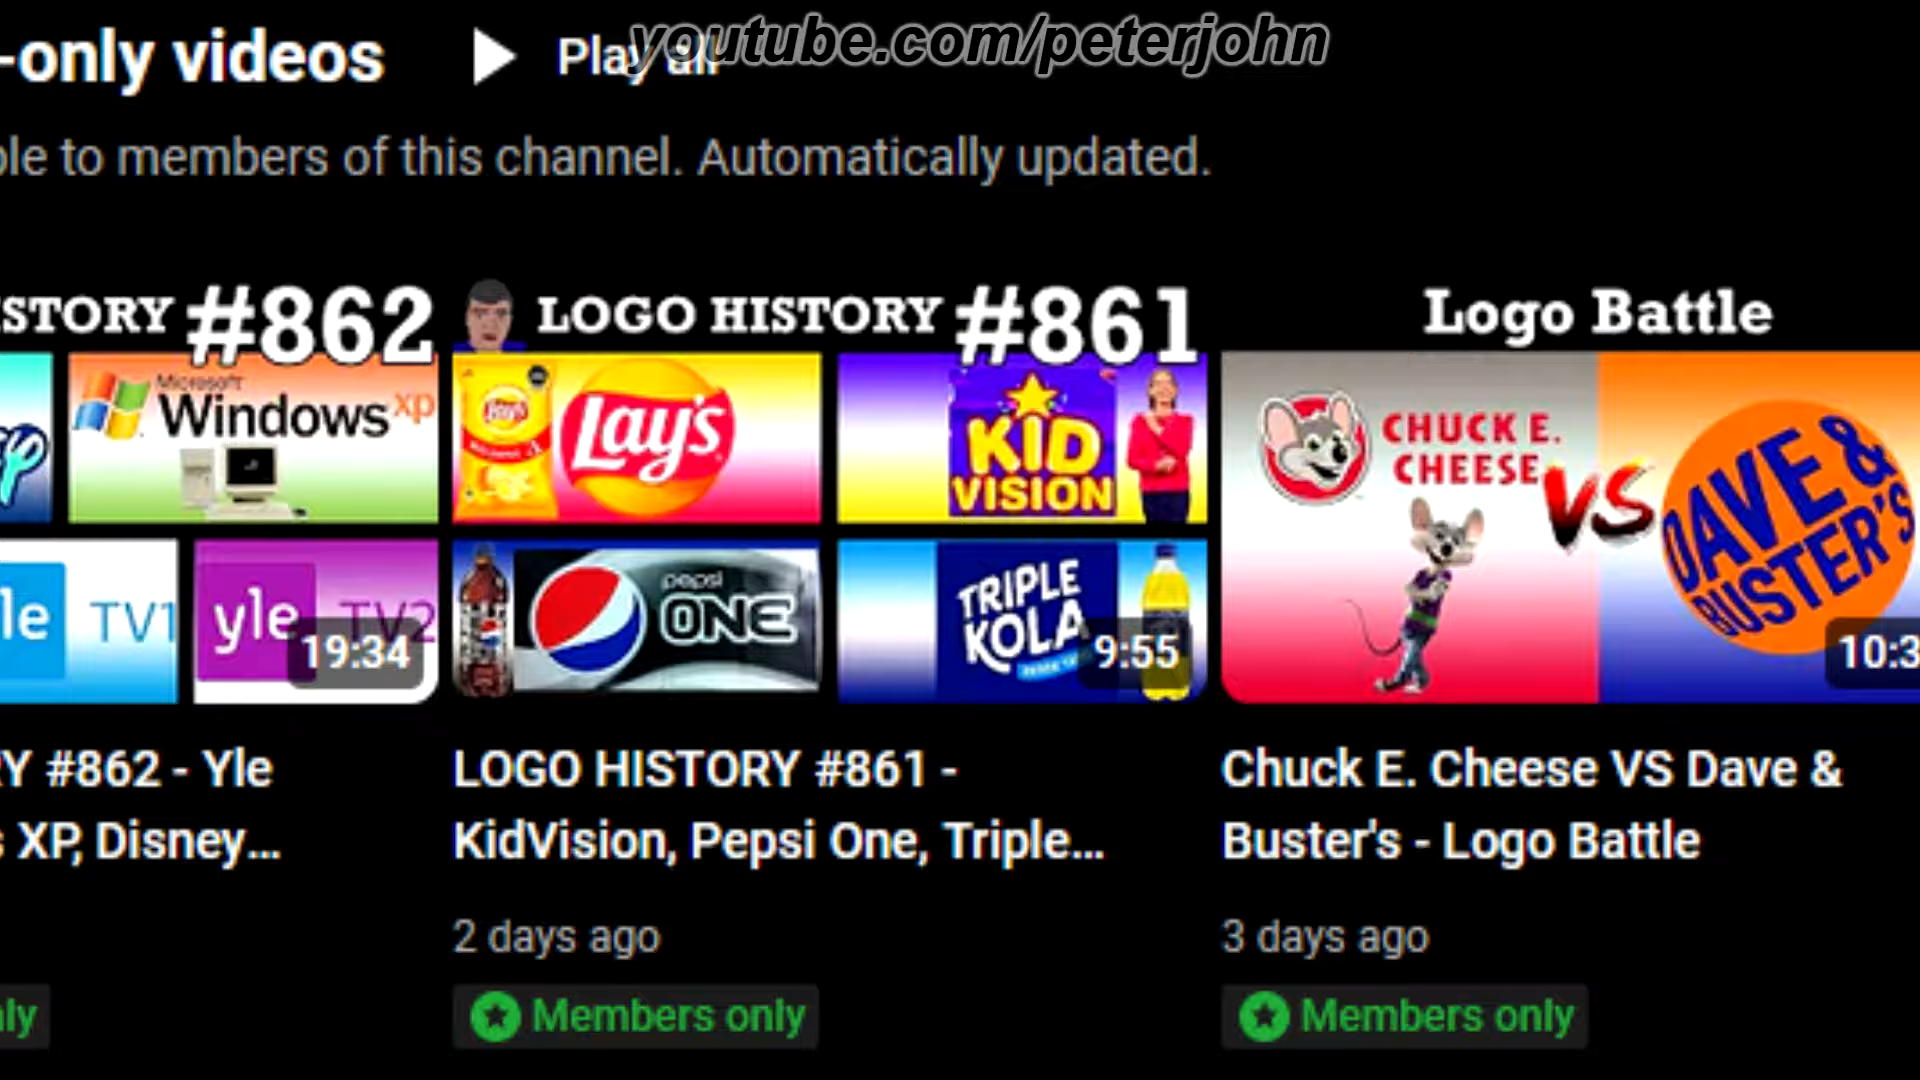 youtube.com/peterjohn
-only videos
Play all
ble to members of this channel. Automatically updated.
STORY #862
Microsoft
Windows xp
le TV1
yle TV2
19:34
LOGO HISTORY #861
Lay's
Lay's
KID
VISION
pepsi
ONE
TRIPLE
KOLA
9:55
Logo Battle
CHUCK E.
CHEESE
VS
DAVE &
BUSTER'S
10:3
RY #862 - Yle
s XP, Disney...
ly
LOGO HISTORY #861 -
KidVision, Pepsi One, Triple...
2 days ago
Members only
Chuck E. Cheese VS Dave &
Buster's - Logo Battle
3 days ago
Members only